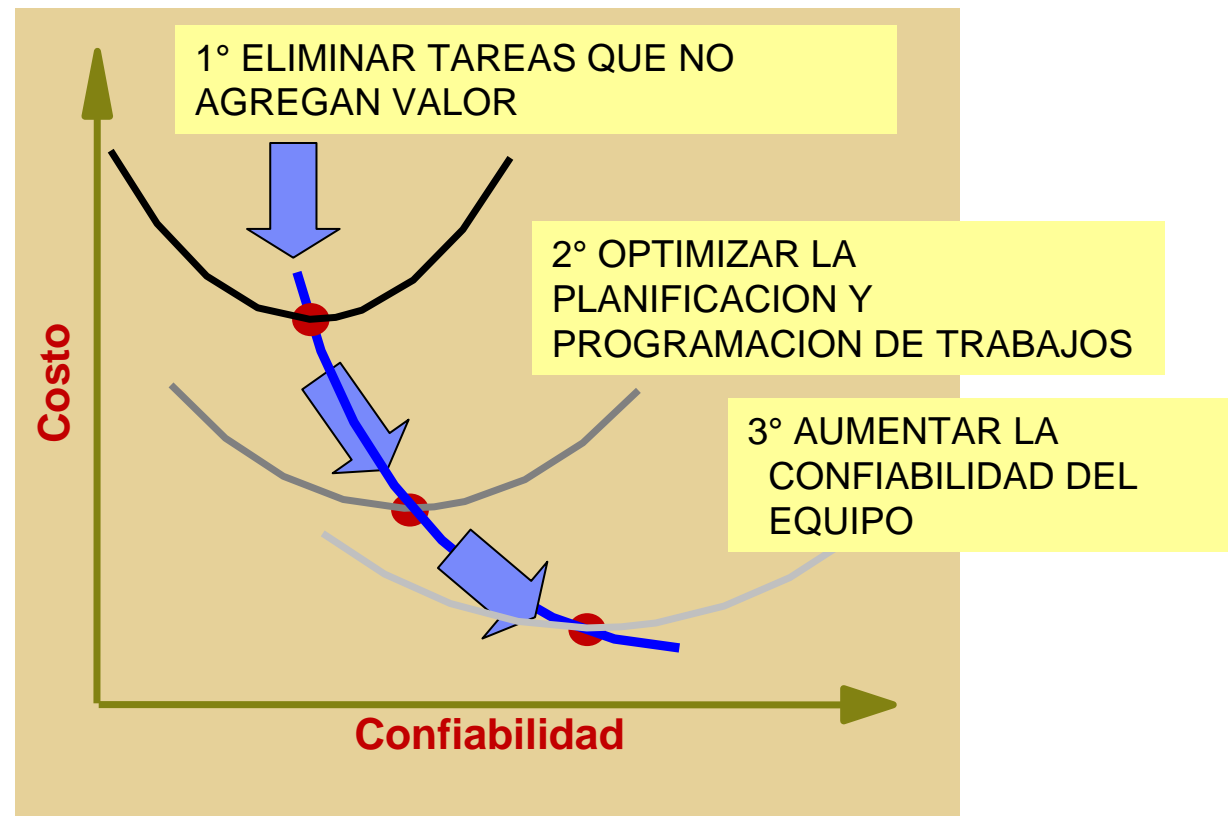 1° ELIMINAR TAREAS QUE NO
AGREGAN VALOR
2° OPTIMIZAR LA
PLANIFICACION Y
PROGRAMACION DE TRABAJOS
3° AUMENTAR LA
CONFIABILIDAD DEL
EQUIPO
Costo
Confiabilidad